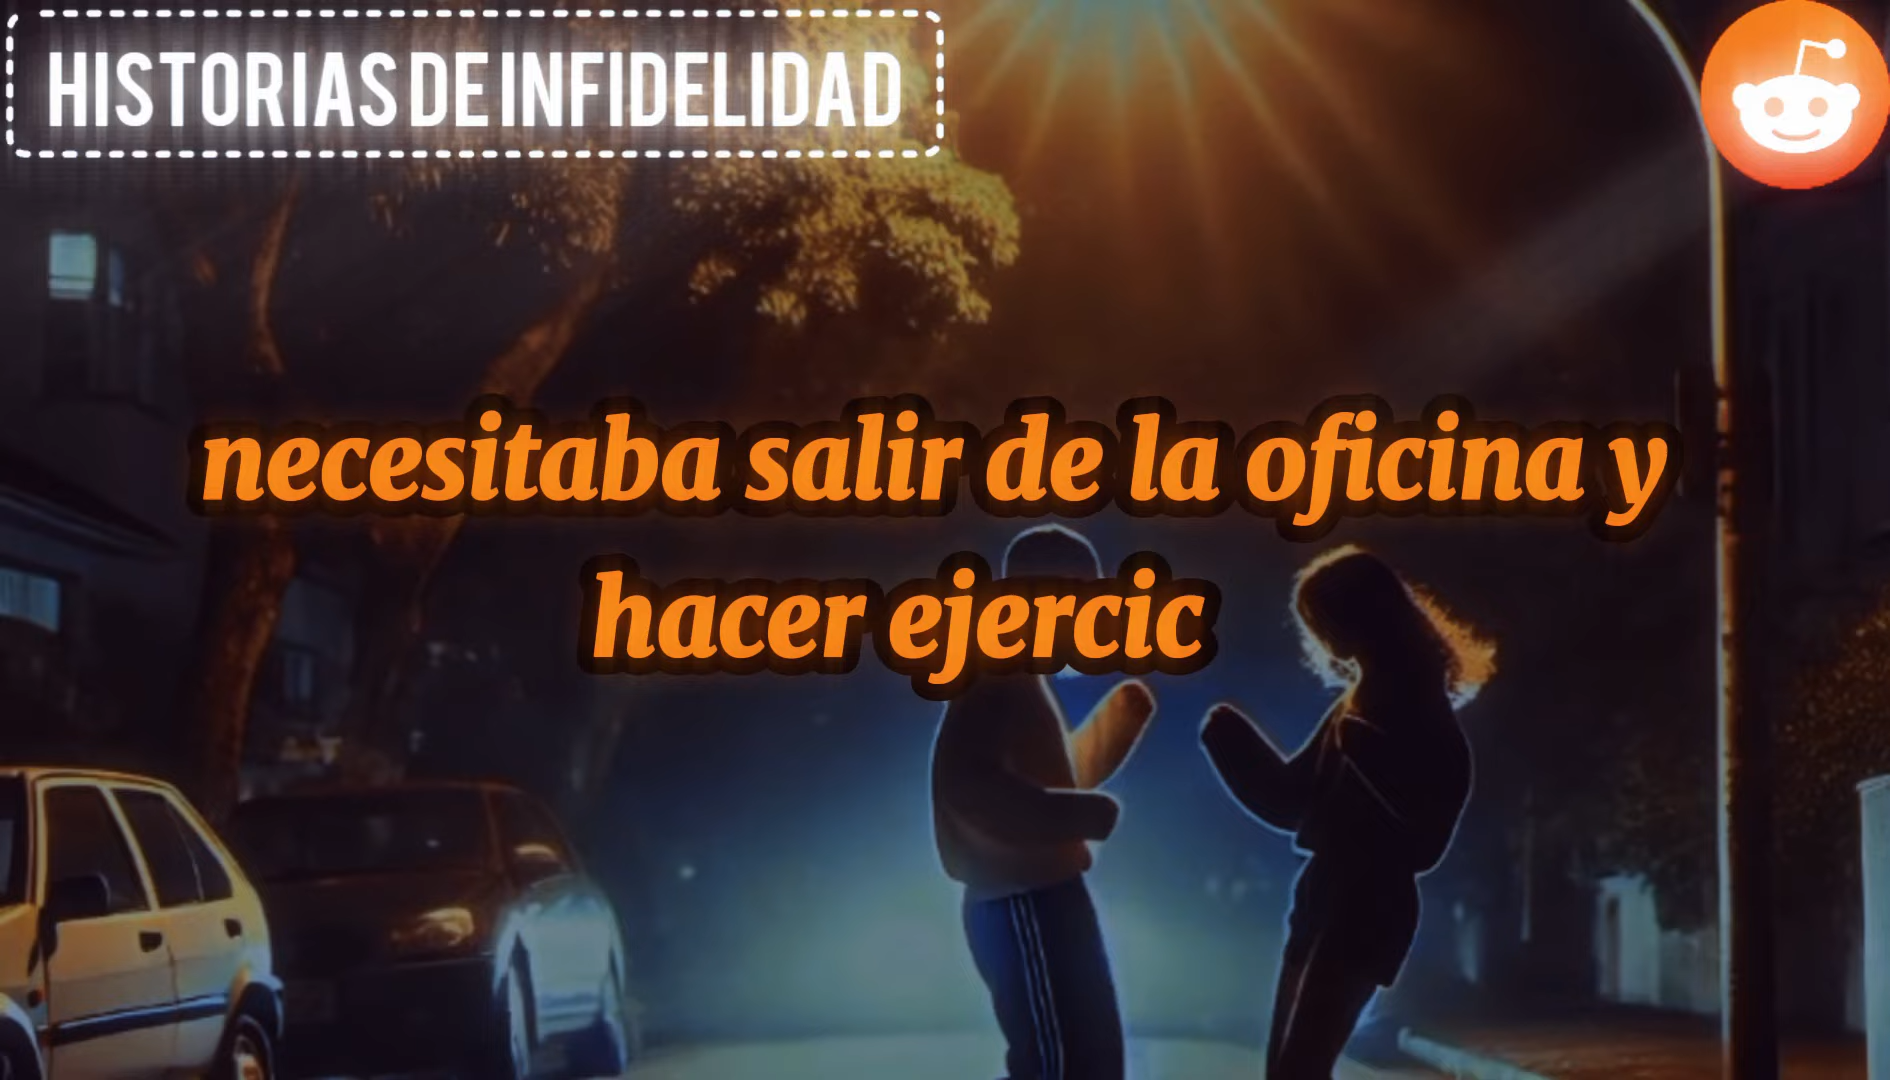 HISTORIAS DE INFIDELIDAD
necesitaba salir de la oficina y
hacer ejercic